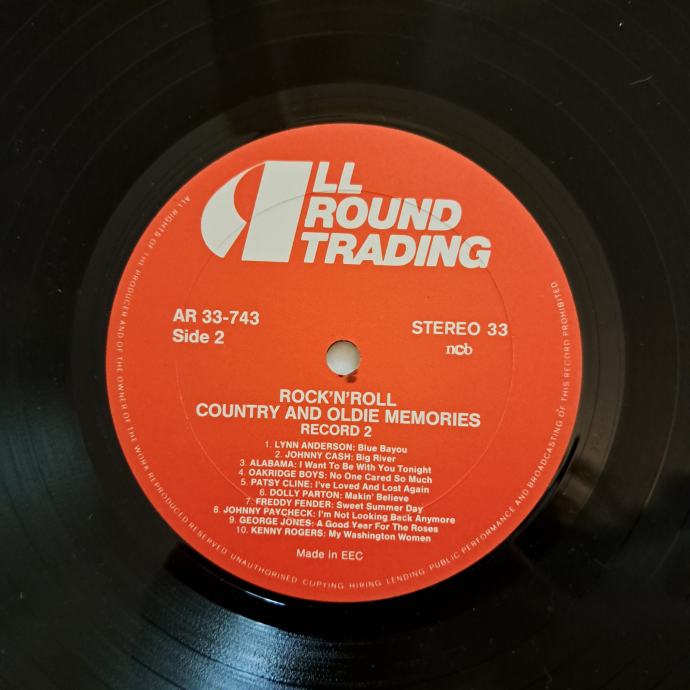 ALL
ROUND
TRADING
AR 33-743
Side 2
STEREO 33
ncb
ROCK'N'ROLL
COUNTRY AND OLDIE MEMORIES
RECORD 2
1. LYNN ANDERSON: Blue Bayou
2. JOHNNY CASH: Big River
3. ALABAMA: I Want To Be With You Tonight
4. OAKRIDGE BOYS: No One Cared So Much
5. PATSY CLINE: I've Loved And Lost Again
6. DOLLY PARTON: Makin' Believe
7. FREDDY FENDER: Sweet Summer Day
8. JOHNNY PAYCHECK: I'm Not Looking Back Anymore
9. GEORGE JONES: A Good Year For The Roses
10. KENNY ROGERS: My Washington Women
Made in EEC
ALL RIGHTS OF THE PRODUCER AND OF THE OWNER OF THE WORK REPRODUCED RESERVED. UNAUTHORISED COPYING, HIRING, LENDING, PUBLIC PERFORMANCE AND BROADCASTING OF THIS RECORD PROHIBITED